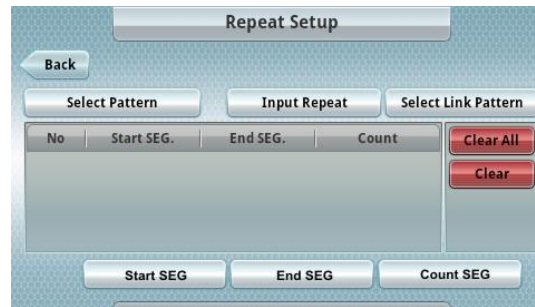 Repeat Setup
Back
Select Pattern Input Repeat Select Link Pattern
No Start SEG. End SEG. Count Clear All
Clear
Start SEG End SEG Count SEG